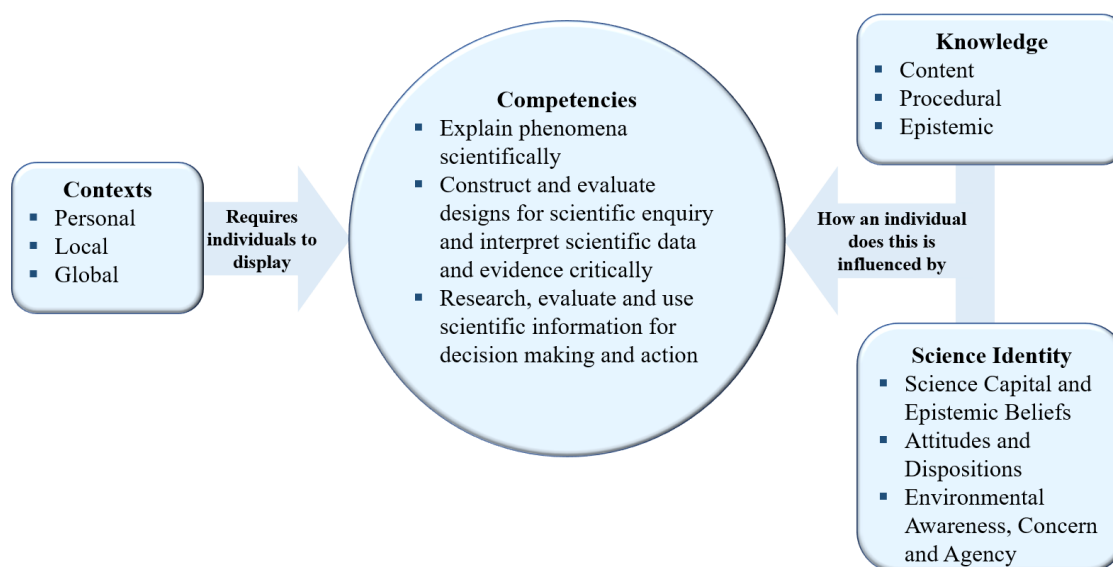 Contexts
Personal
Local
Global
Requires
individuals to
display
Competencies
Explain phenomena
scientifically
Construct and evaluate
designs for scientific enquiry
and interpret scientific data
and evidence critically
Research, evaluate and use
scientific information for
decision making and action
How an individual
does this is
influenced by
Knowledge
Content
Procedural
Epistemic
Science Identity
Science Capital and
Epistemic Beliefs
Attitudes and
Dispositions
Environmental
Awareness, Concern
and Agency